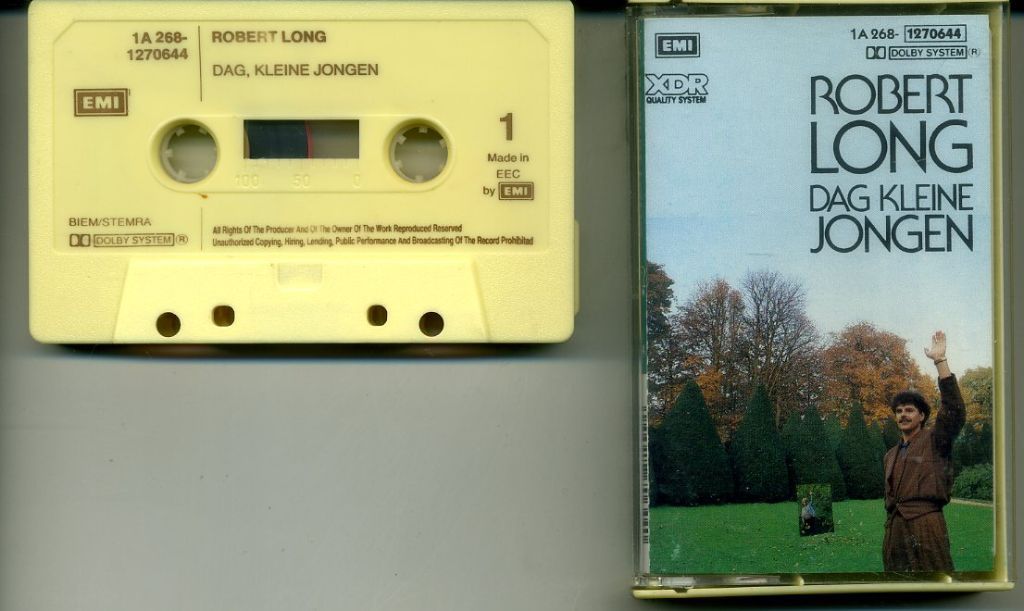 1A 268-
1270644
ROBERT LONG
DAG, KLEINE JONGEN
EMI
1
Made in
EEC
by EMI
BIEM/STEMRA
DOLBY SYSTEM R
All Rights Of The Producer And Of The Owner Of The Work Reproduced Reserved
Unauthorized Copying, Hiring, Lending, Public Performance And Broadcasting Of The Record Prohibited
100 50 0
EMI
1A 268- 1270644
DOLBY SYSTEM R
XDR
QUALITY SYSTEM
ROBERT
LONG
DAG KLEINE
JONGEN